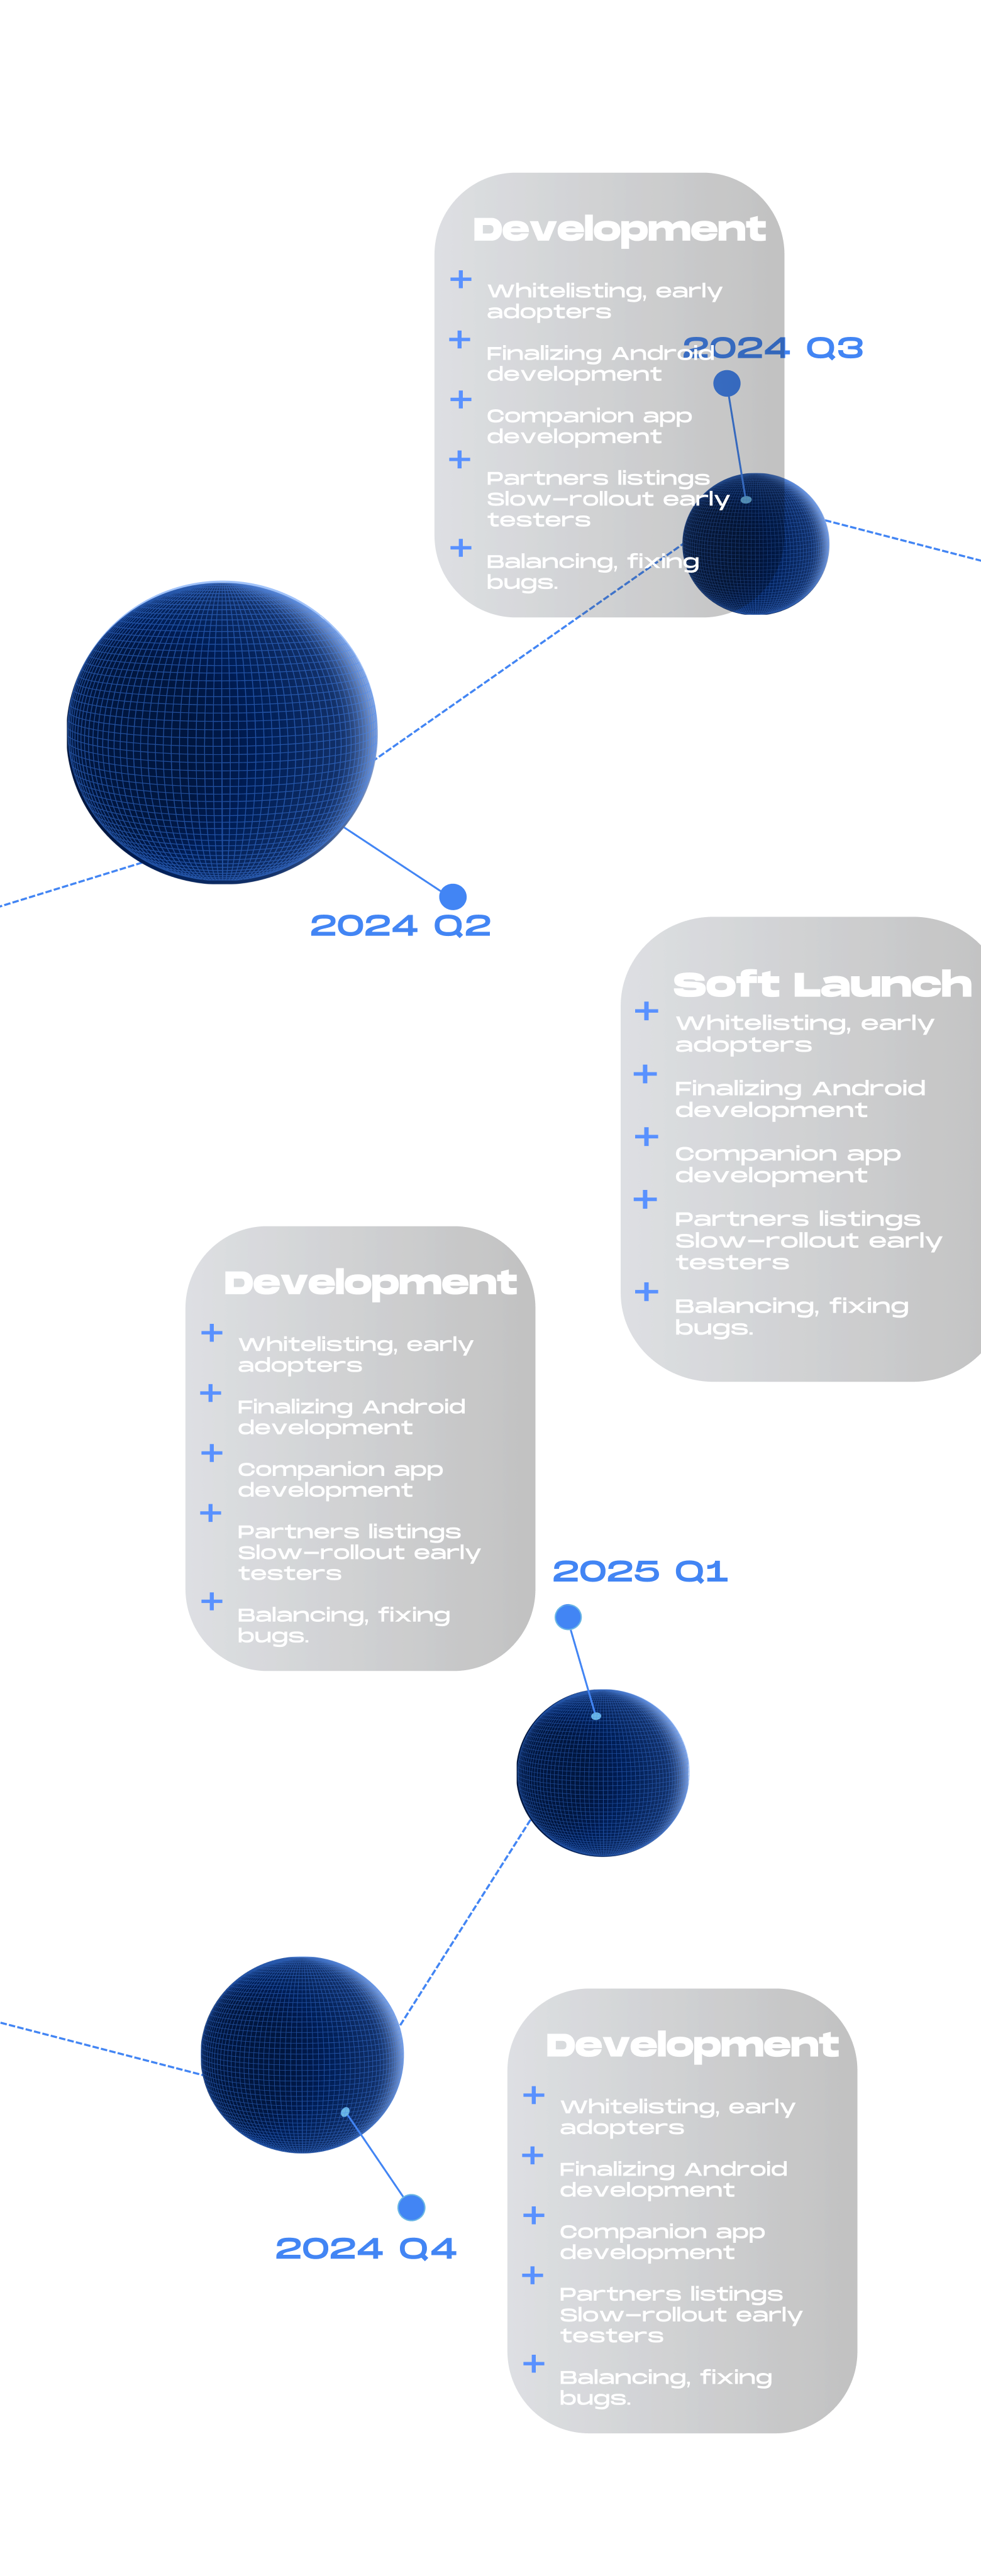 Development
+ Whitelisting, early
adopters
+ Finalizing Android
development
+ Companion app
development
+ Partners listings
Slow-rollout early
testers
+ Balancing, fixing
bugs.
2024 Q3
2024 Q2
Soft Launch
+ Whitelisting, early
adopters
+ Finalizing Android
development
+ Companion app
development
+ Partners listings
Slow-rollout early
testers
+ Balancing, fixing
bugs.
Development
+ Whitelisting, early
adopters
+ Finalizing Android
development
+ Companion app
development
+ Partners listings
Slow-rollout early
testers
+ Balancing, fixing
bugs.
2025 Q1
2024 Q4
Development
+ Whitelisting, early
adopters
+ Finalizing Android
development
+ Companion app
development
+ Partners listings
Slow-rollout early
testers
+ Balancing, fixing
bugs.